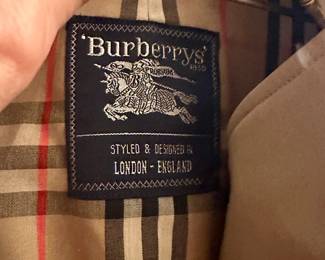 'Burberrys'
STYLED & DESIGNED IN
LONDON - ENGLAND